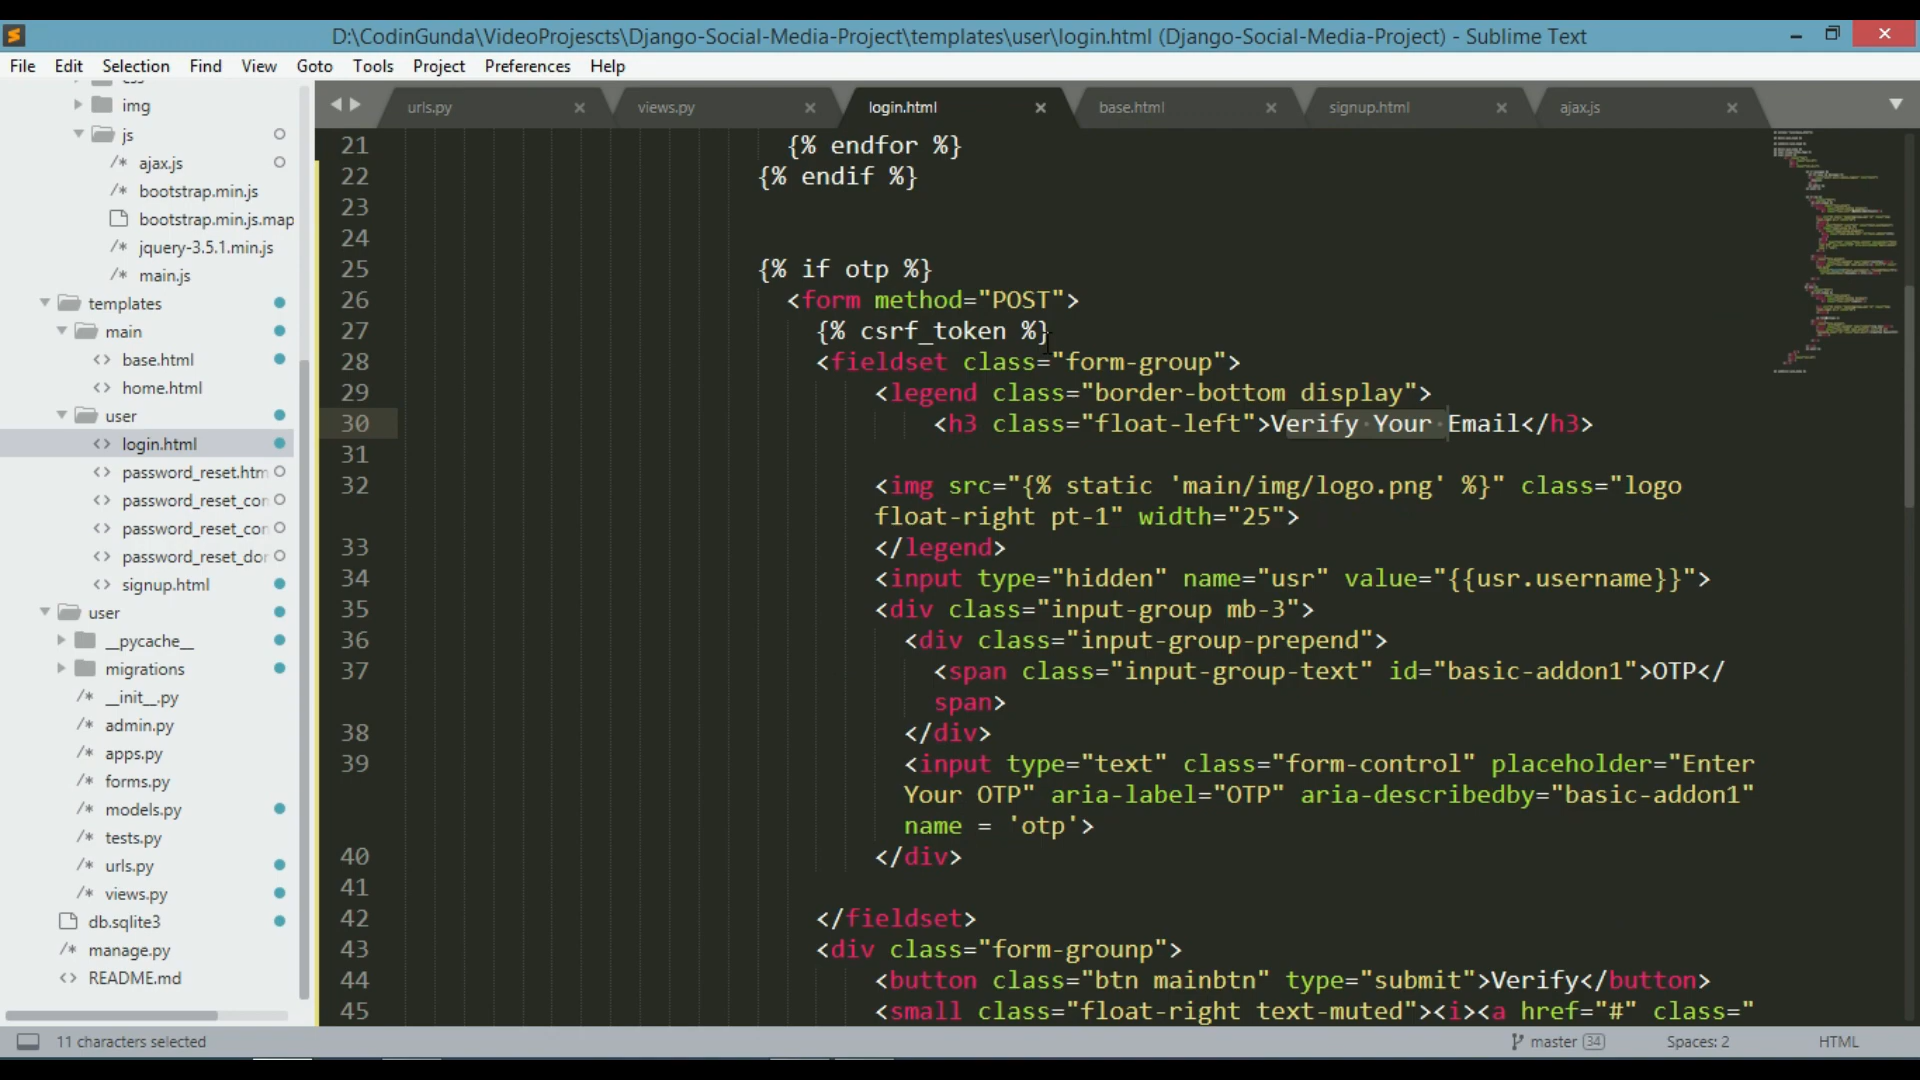 D:\CodinGunda\VideoProjescts\Django-Social-Media-Project\templates\user\login.html (Django-Social-Media-Project) - Sublime Text
File Edit Selection Find View Goto Tools Project Preferences Help
urls.py × views.py × login.html × base.html × signup.html × ajax.js ×
img
js
/* ajax.js
/* bootstrap.min.js
bootstrap.min.js.map
/* jquery-3.5.1.min.js
/* main.js
templates
main
<> base.html
<> home.html
user
<> login.html
<> password_reset.htm
<> password_reset_con
<> password_reset_con
<> password_reset_dor
<> signup.html
user
__pycache__
migrations
/* __init__.py
/* admin.py
/* apps.py
/* forms.py
/* models.py
/* tests.py
/* urls.py
/* views.py
db.sqlite3
/* manage.py
<> README.md
21 {% endfor %}
22 {% endif %}
23
24
25 {% if otp %}
26 <form method="POST">
27 {% csrf_token %}
28 <fieldset class="form-group">
29 <legend class="border-bottom display">
30 <h3 class="float-left">Verify Your Email</h3>
31
32 <img src="{% static 'main/img/logo.png' %}" class="logo
float-right pt-1" width="25">
33 </legend>
34 <input type="hidden" name="usr" value="{{usr.username}}">
35 <div class="input-group mb-3">
36 <div class="input-group-prepend">
37 <span class="input-group-text" id="basic-addon1">OTP</
span>
38 </div>
39 <input type="text" class="form-control" placeholder="Enter
Your OTP" aria-label="OTP" aria-describedby="basic-addon1"
name = 'otp'>
40 </div>
41
42 </fieldset>
43 <div class="form-grounp">
44 <button class="btn mainbtn" type="submit">Verify</button>
45 <small class="float-right text-muted"><i><a href="#" class="
11 characters selected master 34 Spaces: 2 HTML